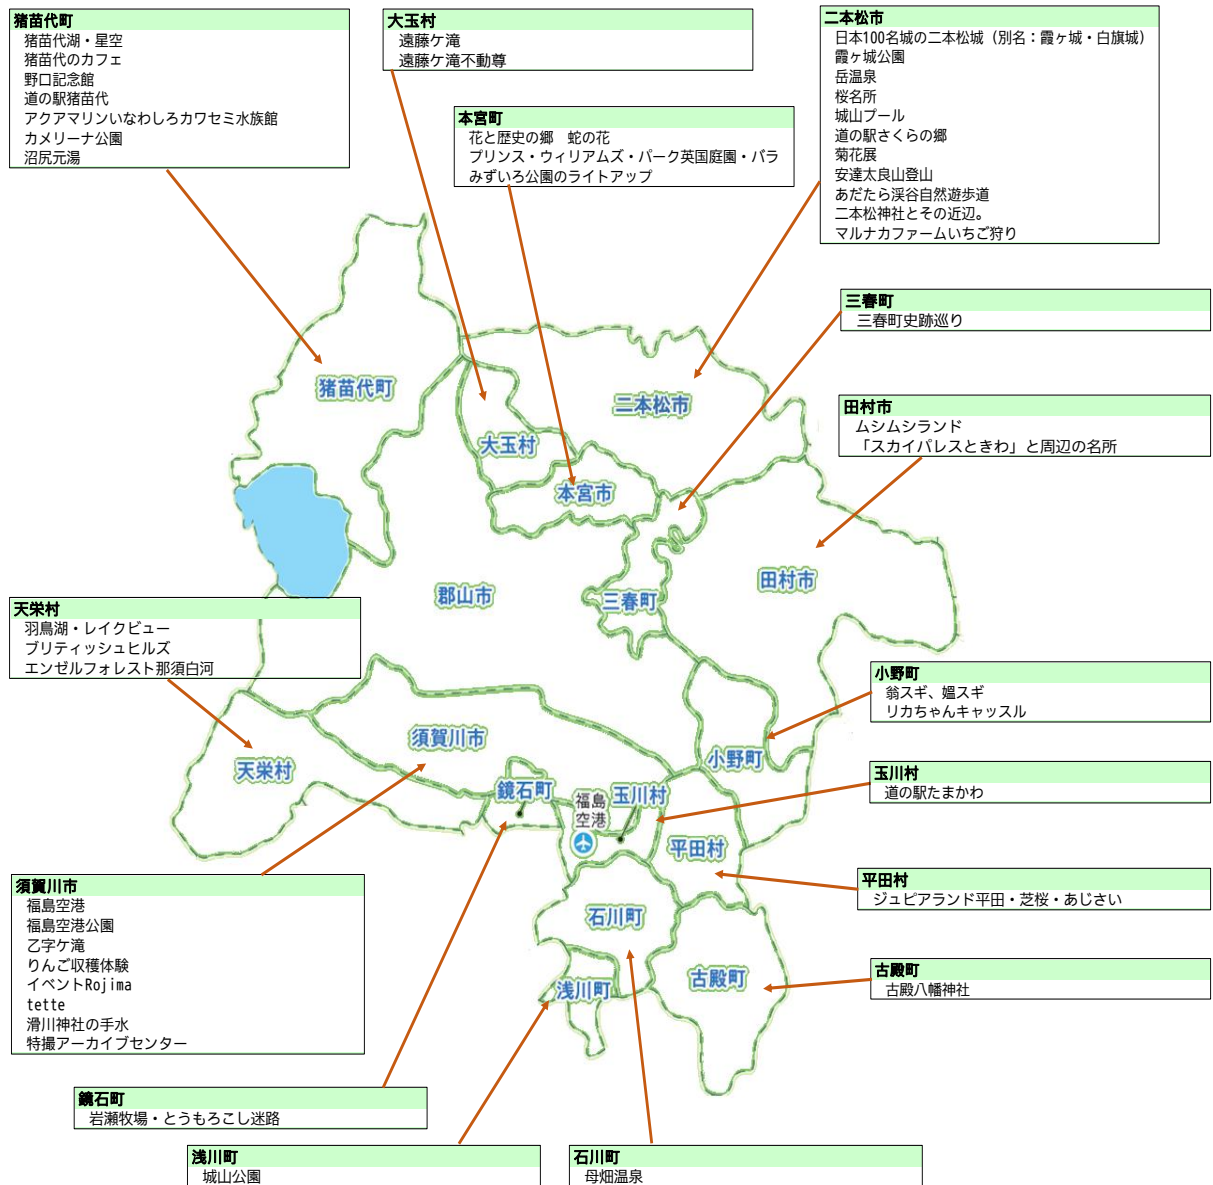 猪苗代町
猪苗代湖・星空
猪苗代のカフェ
野口記念館
道の駅猪苗代
アクアマリンいなわしろカワセミ水族館
カメリーナ公園
沼尻元湯
大玉村
遠藤ケ滝
遠藤ケ滝不動尊
本宮町
花と歴史の郷　蛇の花
プリンス・ウィリアムズ・パーク英国庭園・バラ
みずいろ公園のライトアップ
二本松市
日本100名城の二本松城（別名：霞ヶ城・白旗城）
霞ヶ城公園
岳温泉
桜名所
城山プール
道の駅さくらの郷
菊花展
安達太良山登山
あだたら渓谷自然遊歩道
二本松神社とその近辺。
マルナカファームいちご狩り
三春町
三春町史跡巡り
田村市
ムシムシランド
「スカイパレスときわ」と周辺の名所
猪苗代町
二本松市
大玉村
本宮市
郡山市
三春町
田村市
天栄村
羽鳥湖・レイクビュー
ブリティッシュヒルズ
エンゼルフォレスト那須白河
小野町
翁スギ、媼スギ
リカちゃんキャッスル
須賀川市
天栄村
小野町
鏡石町
福島
空港
玉川村
玉川村
道の駅たまかわ
平田村
平田村
ジュピアランド平田・芝桜・あじさい
須賀川市
福島空港
福島空港公園
乙字ケ滝
りんご収穫体験
イベントRojima
tette
滑川神社の手水
特撮アーカイブセンター
石川町
古殿町
浅川町
古殿町
古殿八幡神社
鏡石町
岩瀬牧場・とうもろこし迷路
浅川町
城山公園
石川町
母畑温泉